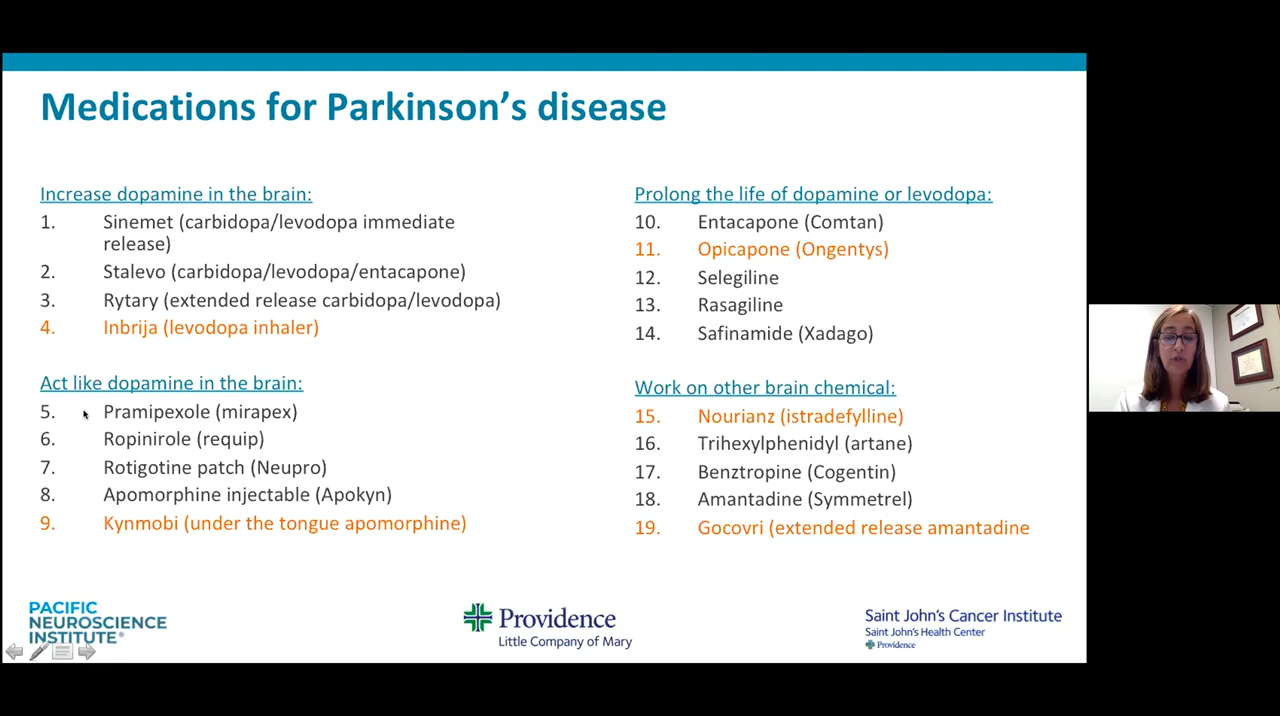 Medications for Parkinson's disease
Increase dopamine in the brain:
1. Sinemet (carbidopa/levodopa immediate
release)
2. Stalevo (carbidopa/levodopa/entacapone)
3. Rytary (extended release carbidopa/levodopa)
4. Inbrija (levodopa inhaler)
Act like dopamine in the brain:
5. Pramipexole (mirapex)
6. Ropinirole (requip)
7. Rotigotine patch (Neupro)
8. Apomorphine injectable (Apokyn)
9. Kynmobi (under the tongue apomorphine)
Prolong the life of dopamine or levodopa:
10. Entacapone (Comtan)
11. Opicapone (Ongentys)
12. Selegiline
13. Rasagiline
14. Safinamide (Xadago)
Work on other brain chemical:
15. Nourianz (istradefylline)
16. Trihexylphenidyl (artane)
17. Benztropine (Cogentin)
18. Amantadine (Symmetrel)
19. Gocovri (extended release amantadine
PACIFIC
NEUROSCIENCE
INSTITUTE®
Providence
Little Company of Mary
Saint John's Cancer Institute
Saint John's Health Center
Providence